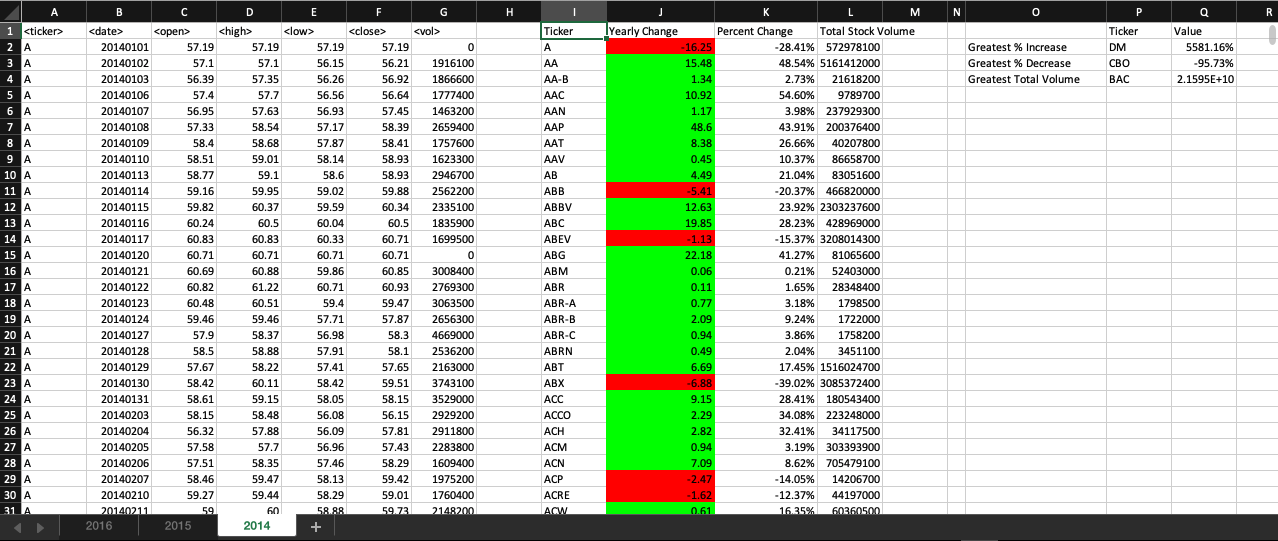 A B C D E F G H I J K L M N O P Q R
1 <ticker> <date> <open> <high> <low> <close> <vol> Ticker Yearly Change Percent Change Total Stock Volume Ticker Value
2 A 20140101 57.19 57.19 57.19 57.19 0 A -16.25 -28.41% 572978100 Greatest % Increase DM 5581.16%
3 A 20140102 57.1 57.1 56.15 56.21 1916100 AA 15.48 48.54% 5161412000 Greatest % Decrease CBO -95.73%
4 A 20140103 56.39 57.35 56.26 56.92 1866600 AA-B 1.34 2.73% 21618200 Greatest Total Volume BAC 2.1595E+10
5 A 20140106 57.4 57.7 56.56 56.64 1777400 AAC 10.92 54.60% 9789700
6 A 20140107 56.95 57.63 56.93 57.45 1463200 AAN 1.17 3.98% 237929300
7 A 20140108 57.33 58.54 57.17 58.39 2659400 AAP 48.6 43.91% 200376400
8 A 20140109 58.4 58.68 57.87 58.41 1757600 AAT 8.38 26.66% 40207800
9 A 20140110 58.51 59.01 58.14 58.93 1623300 AAV 0.45 10.37% 86658700
10 A 20140113 58.77 59.1 58.6 58.93 2946700 AB 4.49 21.04% 83051600
11 A 20140114 59.16 59.95 59.02 59.88 2562200 ABB -5.41 -20.37% 466820000
12 A 20140115 59.82 60.37 59.59 60.34 2335100 ABBV 12.63 23.92% 2303237600
13 A 20140116 60.24 60.5 60.04 60.5 1835900 ABC 19.85 28.23% 428969000
14 A 20140117 60.83 60.83 60.33 60.71 1699500 ABEV -1.13 -15.37% 3208014300
15 A 20140120 60.71 60.71 60.71 60.71 0 ABG 22.18 41.27% 81065600
16 A 20140121 60.69 60.88 59.86 60.85 3008400 ABM 0.06 0.21% 52403000
17 A 20140122 60.82 61.22 60.71 60.93 2769300 ABR 0.11 1.65% 28348400
18 A 20140123 60.48 60.51 59.4 59.47 3063500 ABR-A 0.77 3.18% 1798500
19 A 20140124 59.46 59.46 57.71 57.87 2656300 ABR-B 2.09 9.24% 1722000
20 A 20140127 57.9 58.37 56.98 58.3 4669000 ABR-C 0.94 3.86% 1758200
21 A 20140128 58.5 58.88 57.91 58.1 2536200 ABRN 0.49 2.04% 3451100
22 A 20140129 57.67 58.22 57.41 57.65 2163000 ABT 6.69 17.45% 1516024700
23 A 20140130 58.42 60.11 58.42 59.51 3743100 ABX -6.88 -39.02% 3085372400
24 A 20140131 58.61 59.15 58.05 58.15 3529000 ACC 9.15 28.41% 180543400
25 A 20140203 58.15 58.48 56.08 56.15 2929200 ACCO 2.29 34.08% 223248000
26 A 20140204 56.32 57.88 56.09 57.81 2911800 ACH 2.82 32.41% 34117500
27 A 20140205 57.58 57.7 56.96 57.43 2283800 ACM 0.94 3.19% 303393900
28 A 20140206 57.51 58.35 57.46 58.29 1609400 ACN 7.09 8.62% 705479100
29 A 20140207 58.46 59.47 58.13 59.42 1975200 ACP -2.47 -14.05% 14206700
30 A 20140210 59.27 59.44 58.29 59.01 1760400 ACRE -1.62 -12.37% 44197000
31 A 20140211 59 60 58.88 59.73 2148200 ACW 0.61 16.35% 60360500
2016 2015 2014 +